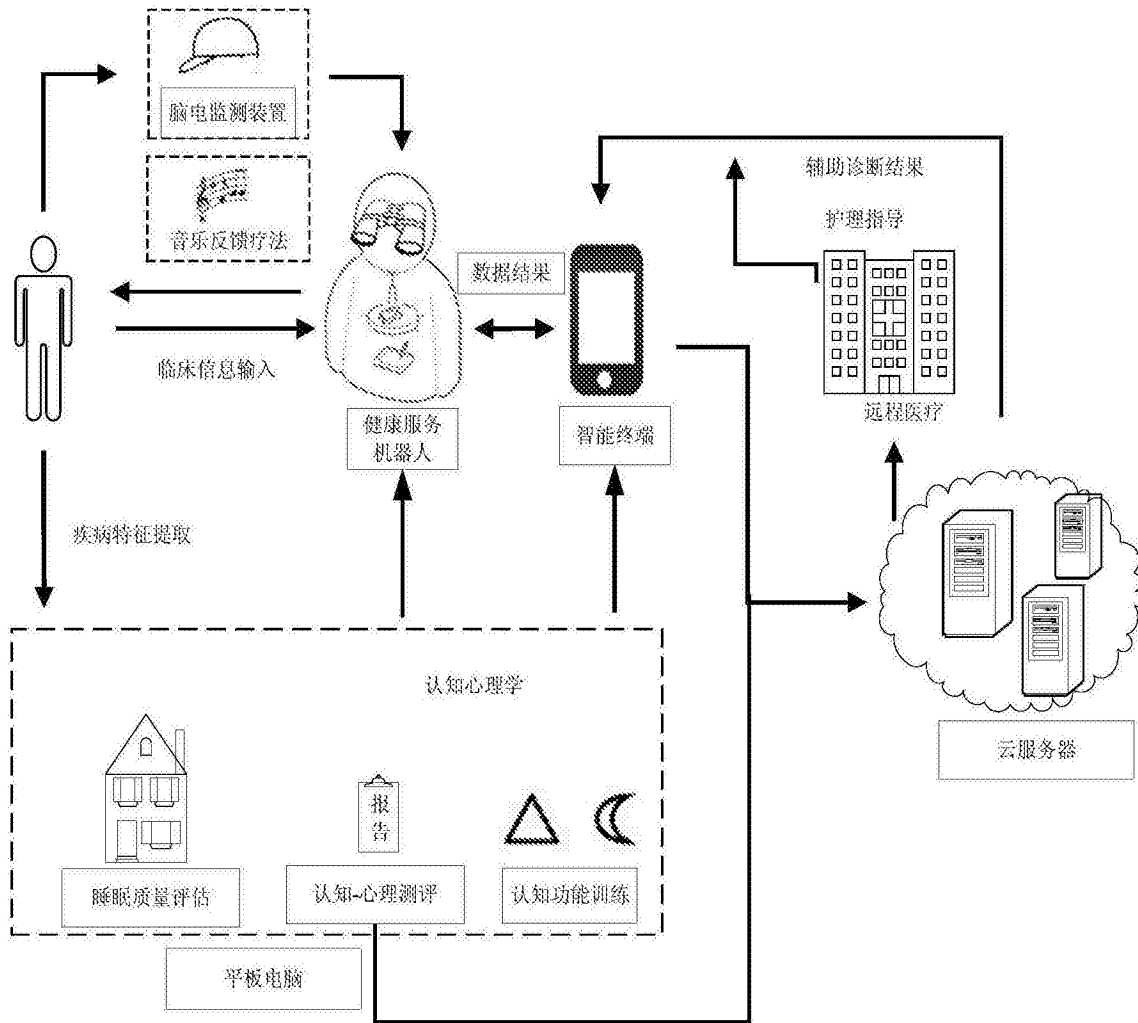 脑电监测装置
音乐反馈疗法
辅助诊断结果
护理指导
数据结果
临床信息输入
健康服务
机器人
智能终端
远程医疗
疾病特征提取
认知心理学
云服务器
报
告
睡眠质量评估
认知-心理测评
认知功能训练
平板电脑